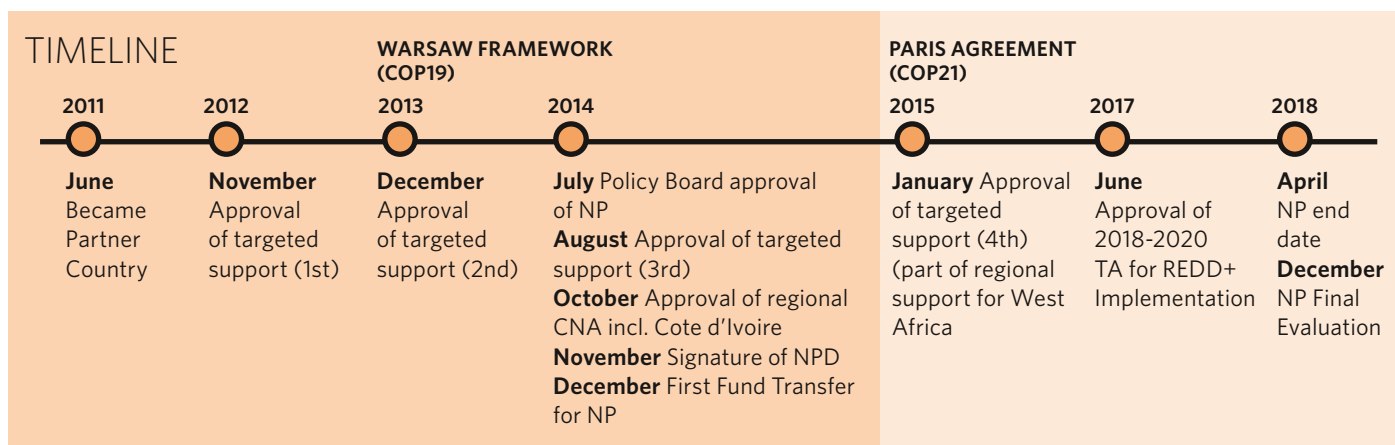 TIMELINE
WARSAW FRAMEWORK
(COP19)
PARIS AGREEMENT
(COP21)
2011
June
Became
Partner
Country
2012
November
Approval
of targeted
support (1st)
2013
December
Approval
of targeted
support (2nd)
2014
July Policy Board approval
of NP
August Approval of targeted
support (3rd)
October Approval of regional
CNA incl. Cote d’Ivoire
November Signature of NPD
December First Fund Transfer
for NP
2015
January Approval
of targeted
support (4th)
(part of regional
support for West
Africa
2017
June
Approval of
2018-2020
TA for REDD+
Implementation
2018
April
NP end
date
December
NP Final
Evaluation